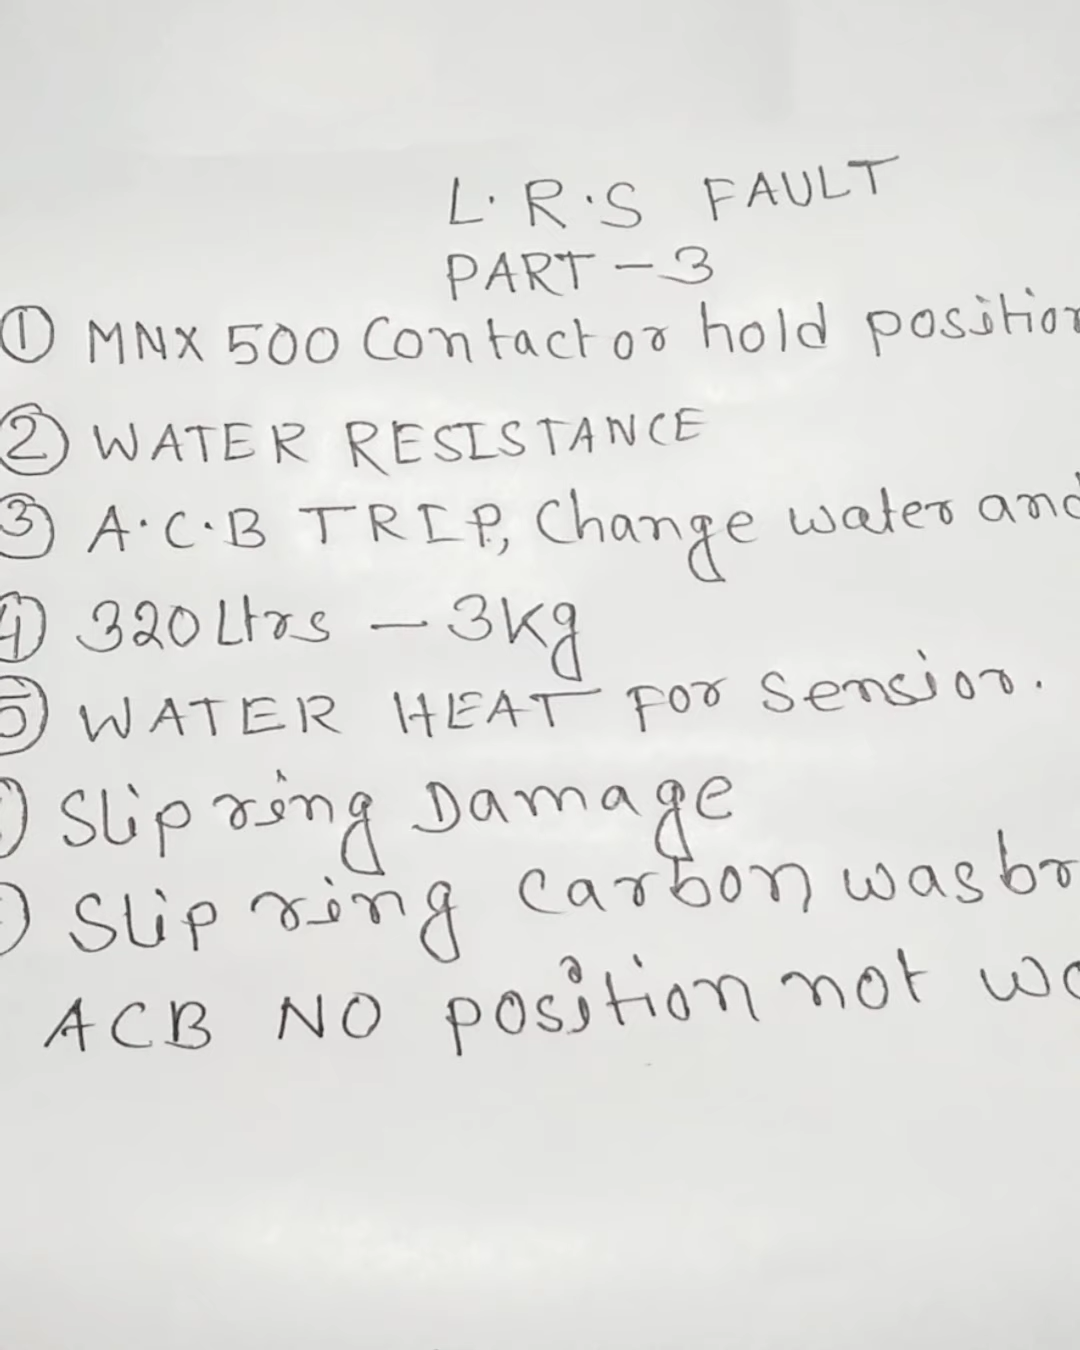 L.R.S FAULT
PART - 3
① MNX 500 Contactor hold position
② WATER RESISTANCE
③ A.C.B TRIP, Change water and
④ 320 Ltrs - 3kg
⑤ WATER HEAT For Sensior.
Slip ring Damage
Slip ring carbon was
ACB NO position not